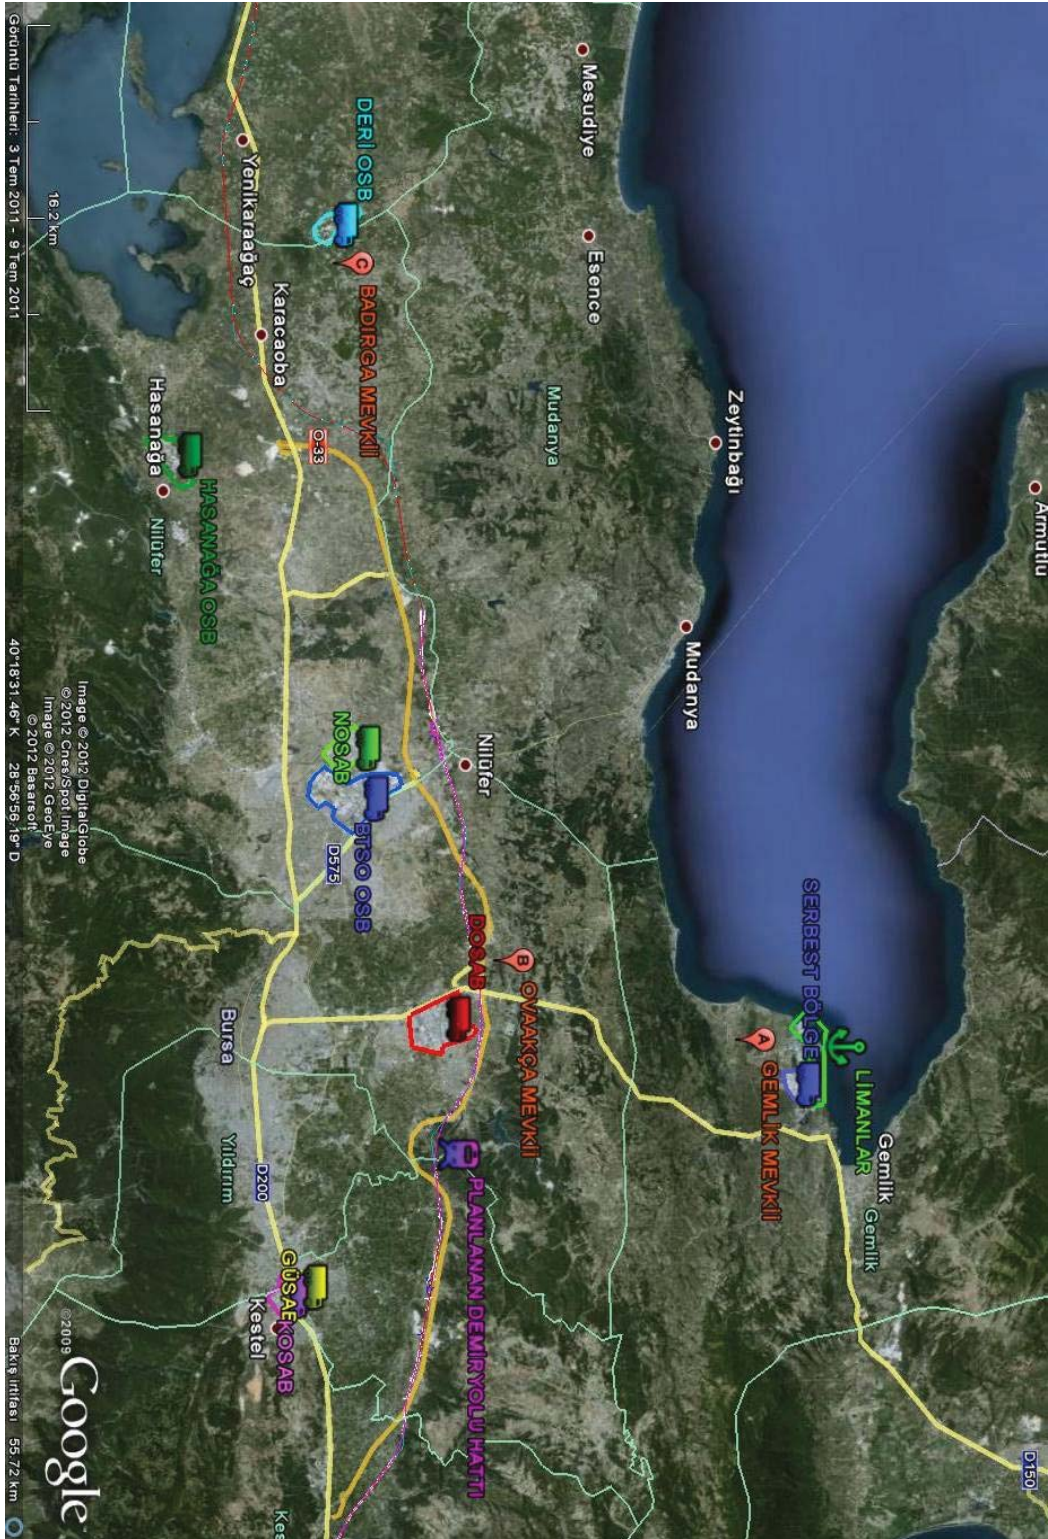 Armutlu
Zeytinbağı
Mudanya
SERBEST BÖLGE
LİMANLAR
Gemlik
Gemlik
D150
A GEMLİK MEVKİİ
Mesudiye
Esence
Mudanya
Nilüfer
B OVAAKÇA MEVKİİ
DERİ OSB
C BADIRGA MEVKİİ
DOSAB
PLANLANAN DEMİRYOLU HATTI
Yenikaraağaç
Karacaoba
O-33
NOSAB
BTSO OSB
D575
Bursa
Yıldırım
D200
GÜSAB
KOSAB
Kestel
Kes
Hasanağa
HASANAĞA OSB
Nilüfer
16.2 km
Image © 2012 DigitalGlobe
© 2012 Cnes/Spot Image
Image © 2012 GeoEye
© 2012 Basarsoft
©2009 Google
Görüntü Tarihleri: 3 Tem 2011 - 9 Tem 2011
40°18'31.46" K 28°56'56.19" D
Bakış irtifası 55.72 km